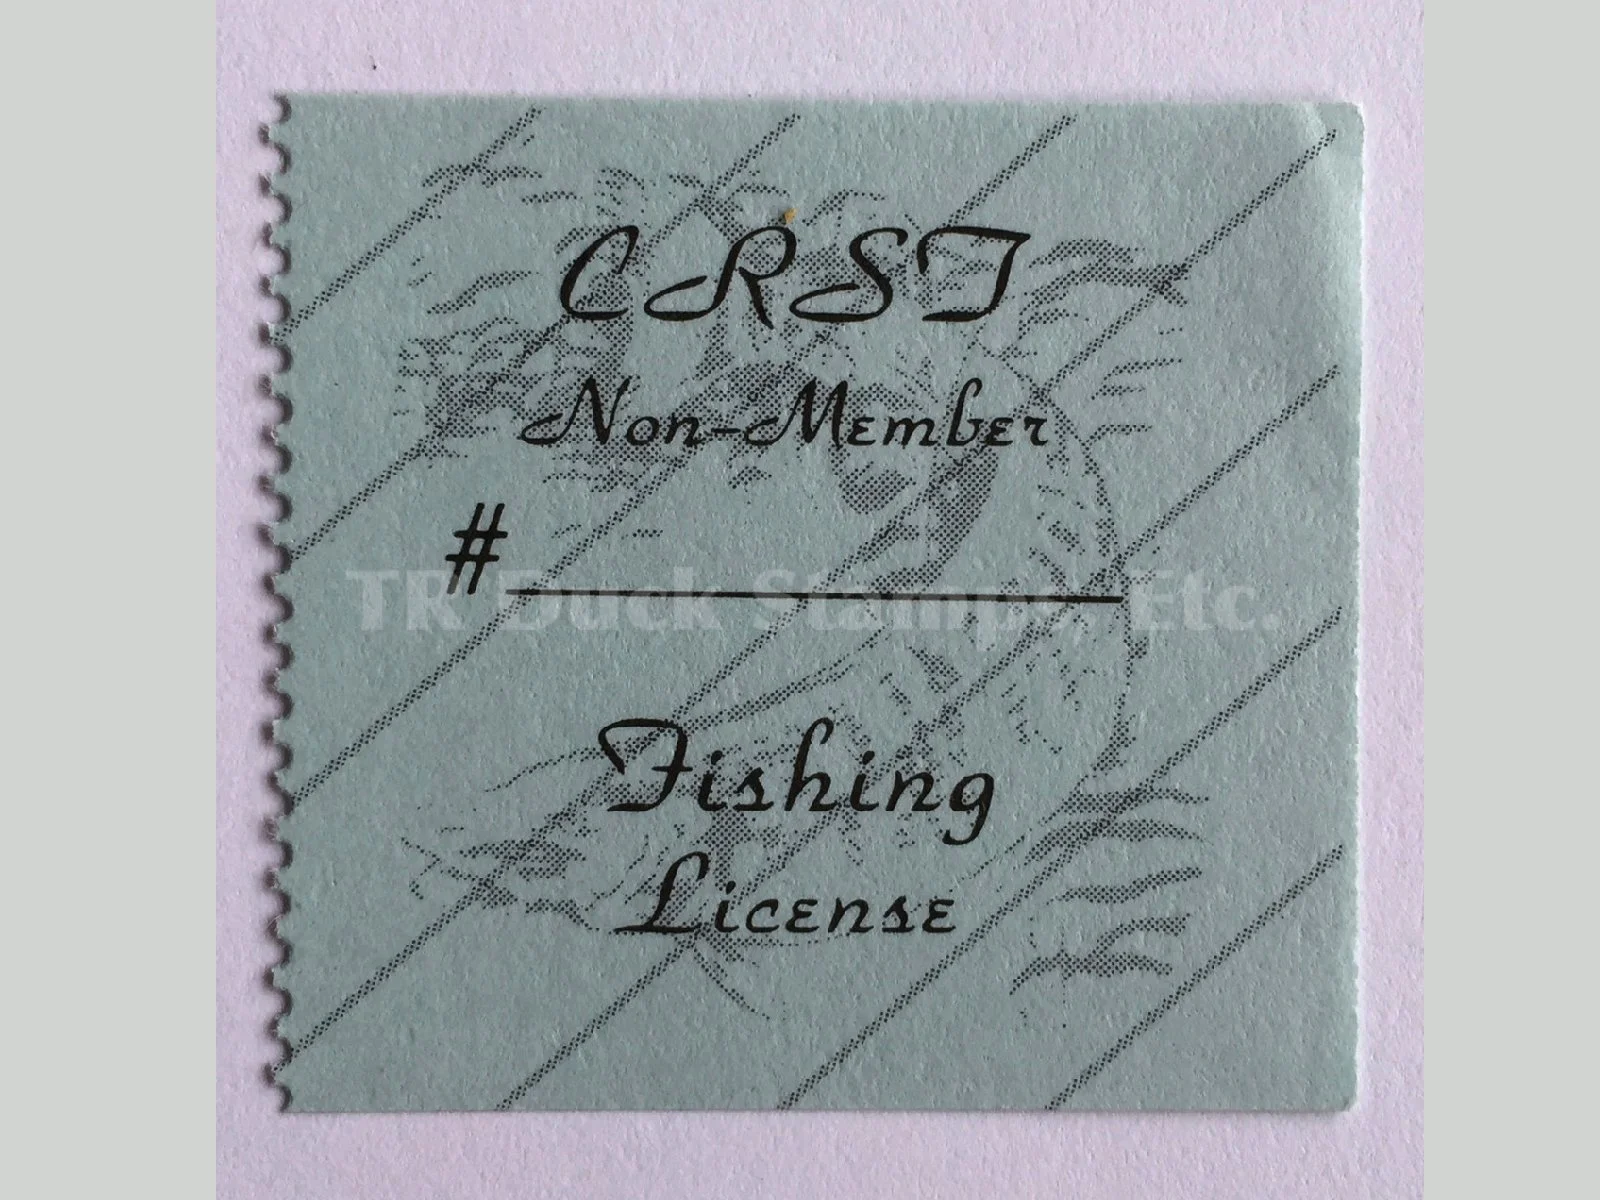 CRST
Non-Member
#
TR Duck Stamps, Etc.
Fishing
License